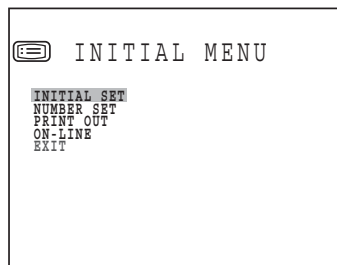 INITIAL MENU
INITIAL SET
NUMBER SET
PRINT OUT
ON-LINE
EXIT